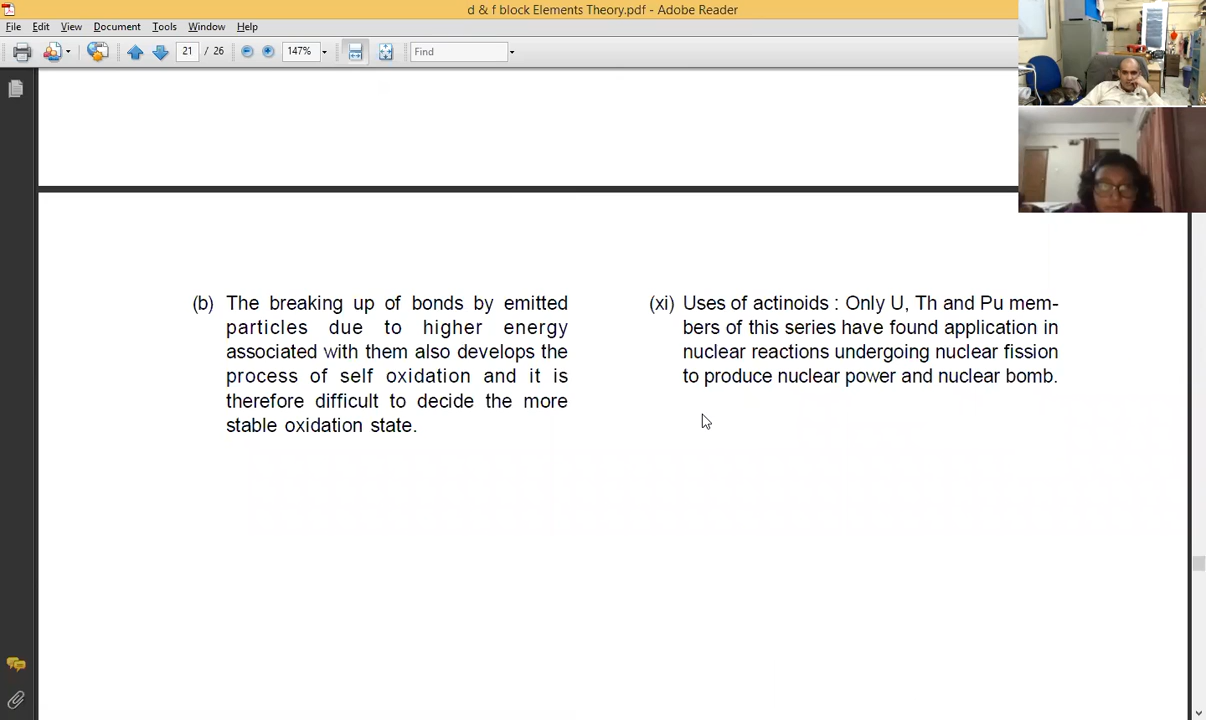 d & f block Elements Theory.pdf - Adobe Reader
File Edit View Document Tools Window Help
21 / 26 147% Find
(b) The breaking up of bonds by emitted
particles due to higher energy
associated with them also develops the
process of self oxidation and it is
therefore difficult to decide the more
stable oxidation state.
(xi) Uses of actinoids : Only U, Th and Pu mem-
bers of this series have found application in
nuclear reactions undergoing nuclear fission
to produce nuclear power and nuclear bomb.